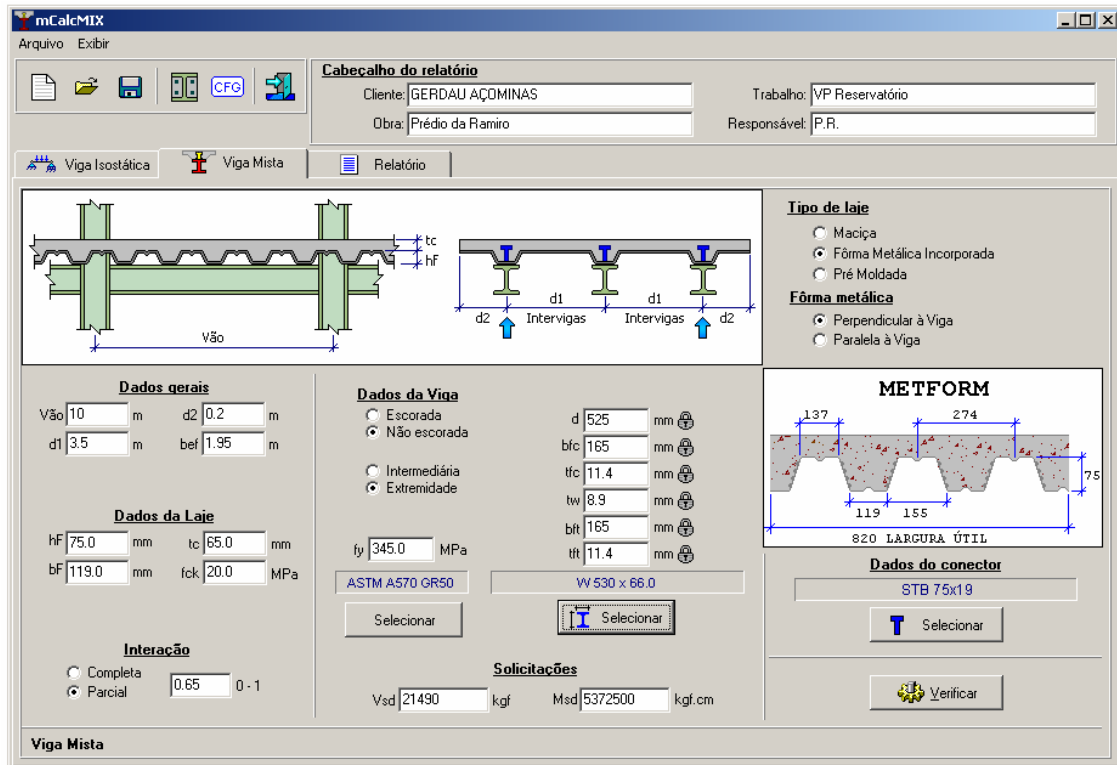 mCalcMIX
Arquivo Exibir
CFG
Cabeçalho do relatório
Cliente: GERDAU AÇOMINAS Trabalho: VP Reservatório
Obra: Prédio da Ramiro Responsável: P.R.
Viga Isostática Viga Mista Relatório
tc
hF
Vão
d1 d1
d2 Intervigas Intervigas d2
Tipo de laje
Maciça
Fôrma Metálica Incorporada
Pré Moldada
Fôrma metálica
Perpendicular à Viga
Paralela à Viga
Dados gerais
Vão 10 m d2 0.2 m
d1 3.5 m bef 1.95 m
Dados da Laje
hF 75.0 mm tc 65.0 mm
bF 119.0 mm fck 20.0 MPa
Interação
Completa
Parcial 0.65 0 - 1
Dados da Viga
Escorada
Não escorada
Intermediária
Extremidade
fy 345.0 MPa
ASTM A570 GR50
Selecionar
d 525 mm
bfc 165 mm
tfc 11.4 mm
tw 8.9 mm
bft 165 mm
tft 11.4 mm
W 530 x 66.0
Selecionar
Solicitações
Vsd 21490 kgf Msd 5372500 kgf.cm
METFORM
137 274
75
119 155
820 LARGURA ÚTIL
Dados do conector
STB 75x19
Selecionar
Verificar
Viga Mista